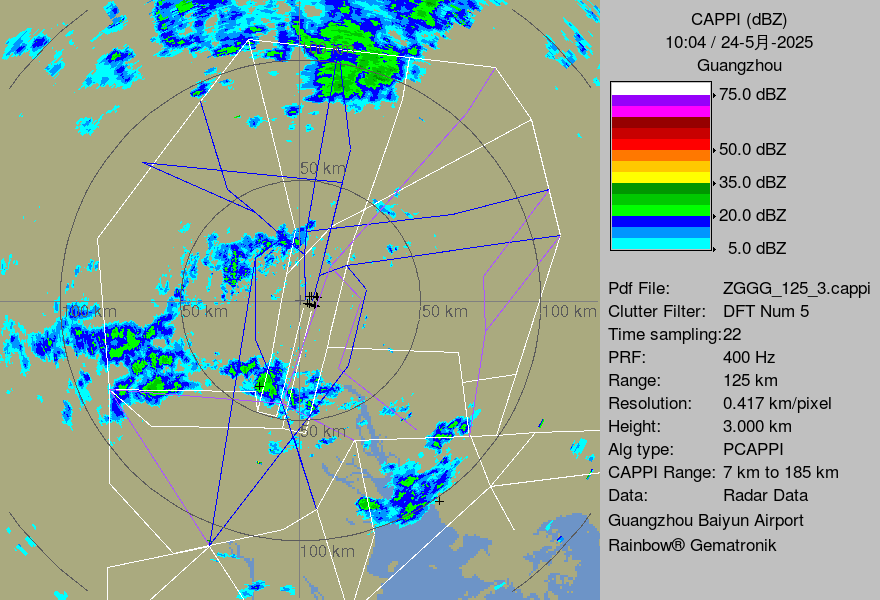 CAPPI (dBZ)
10:04 / 24-5月-2025
Guangzhou
75.0 dBZ
50.0 dBZ
35.0 dBZ
20.0 dBZ
5.0 dBZ
Pdf File: ZGGG_125_3.cappi
Clutter Filter: DFT Num 5
Time sampling:22
PRF: 400 Hz
Range: 125 km
Resolution: 0.417 km/pixel
Height: 3.000 km
Alg type: PCAPPI
CAPPI Range: 7 km to 185 km
Data: Radar Data
Guangzhou Baiyun Airport
Rainbow® Gematronik
50 km
100 km
50 km
50 km
100 km
50 km
100 km